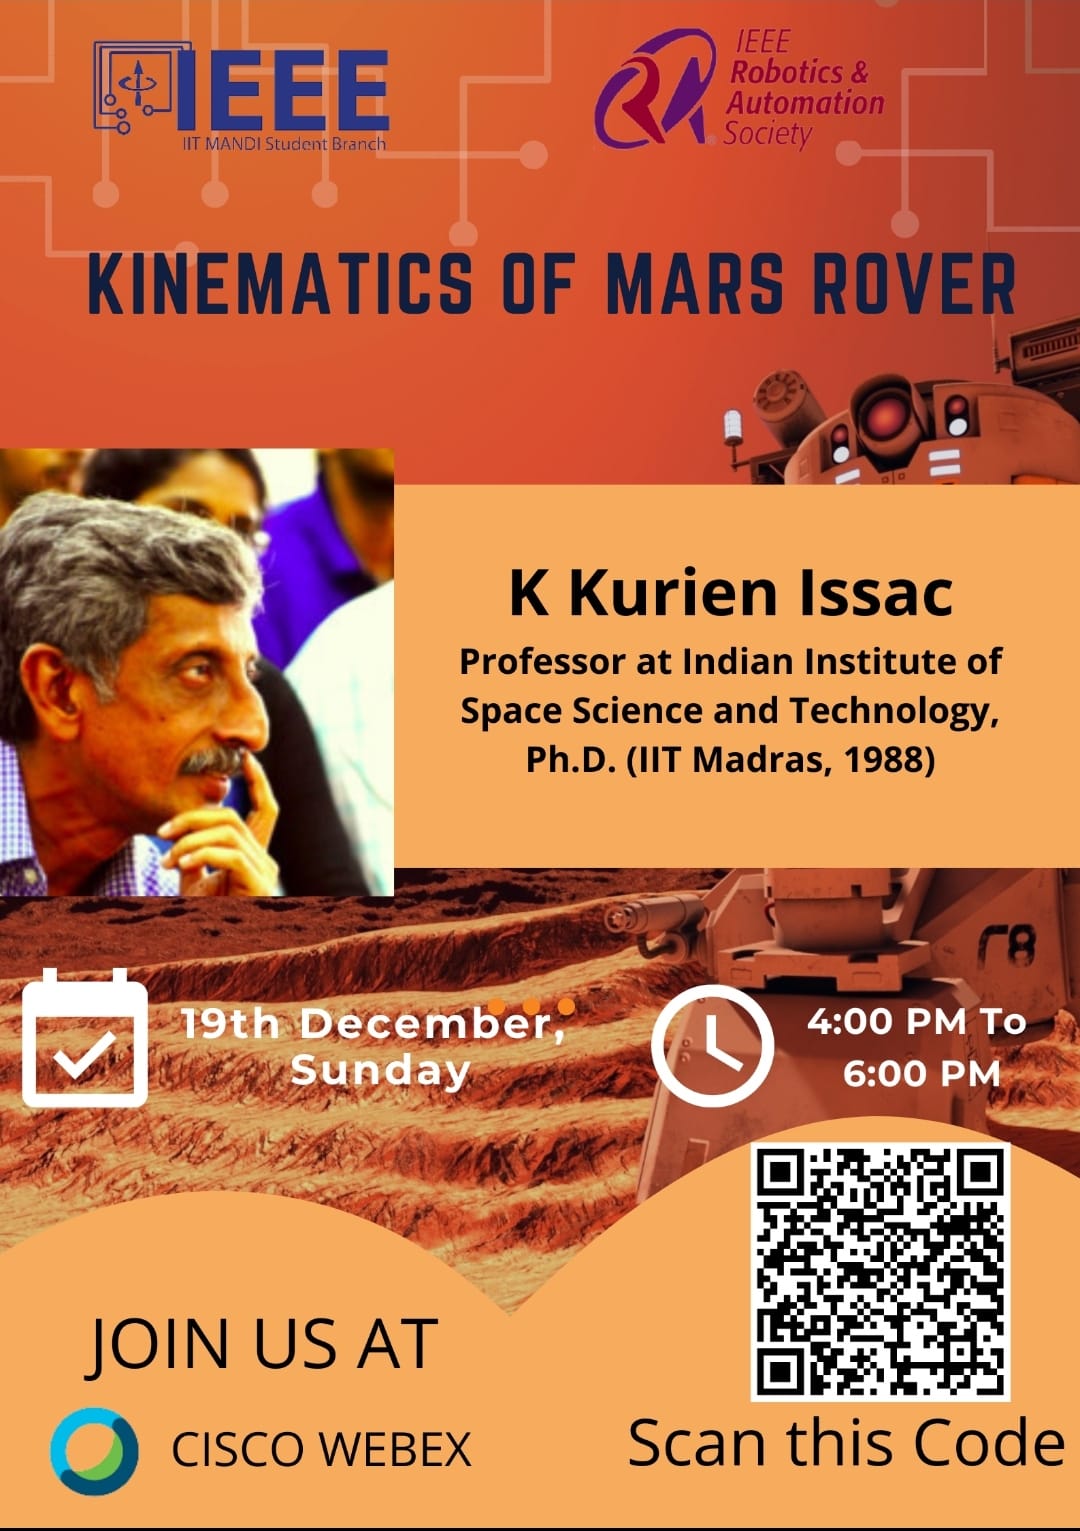 IEEE
IIT MANDI Student Branch
IEEE
Robotics &
Automation
Society
KINEMATICS OF MARS ROVER
K Kurien Issac
Professor at Indian Institute of
Space Science and Technology,
Ph.D. (IIT Madras, 1988)
19th December,
Sunday
4:00 PM To
6:00 PM
JOIN US AT
CISCO WEBEX
Scan this Code